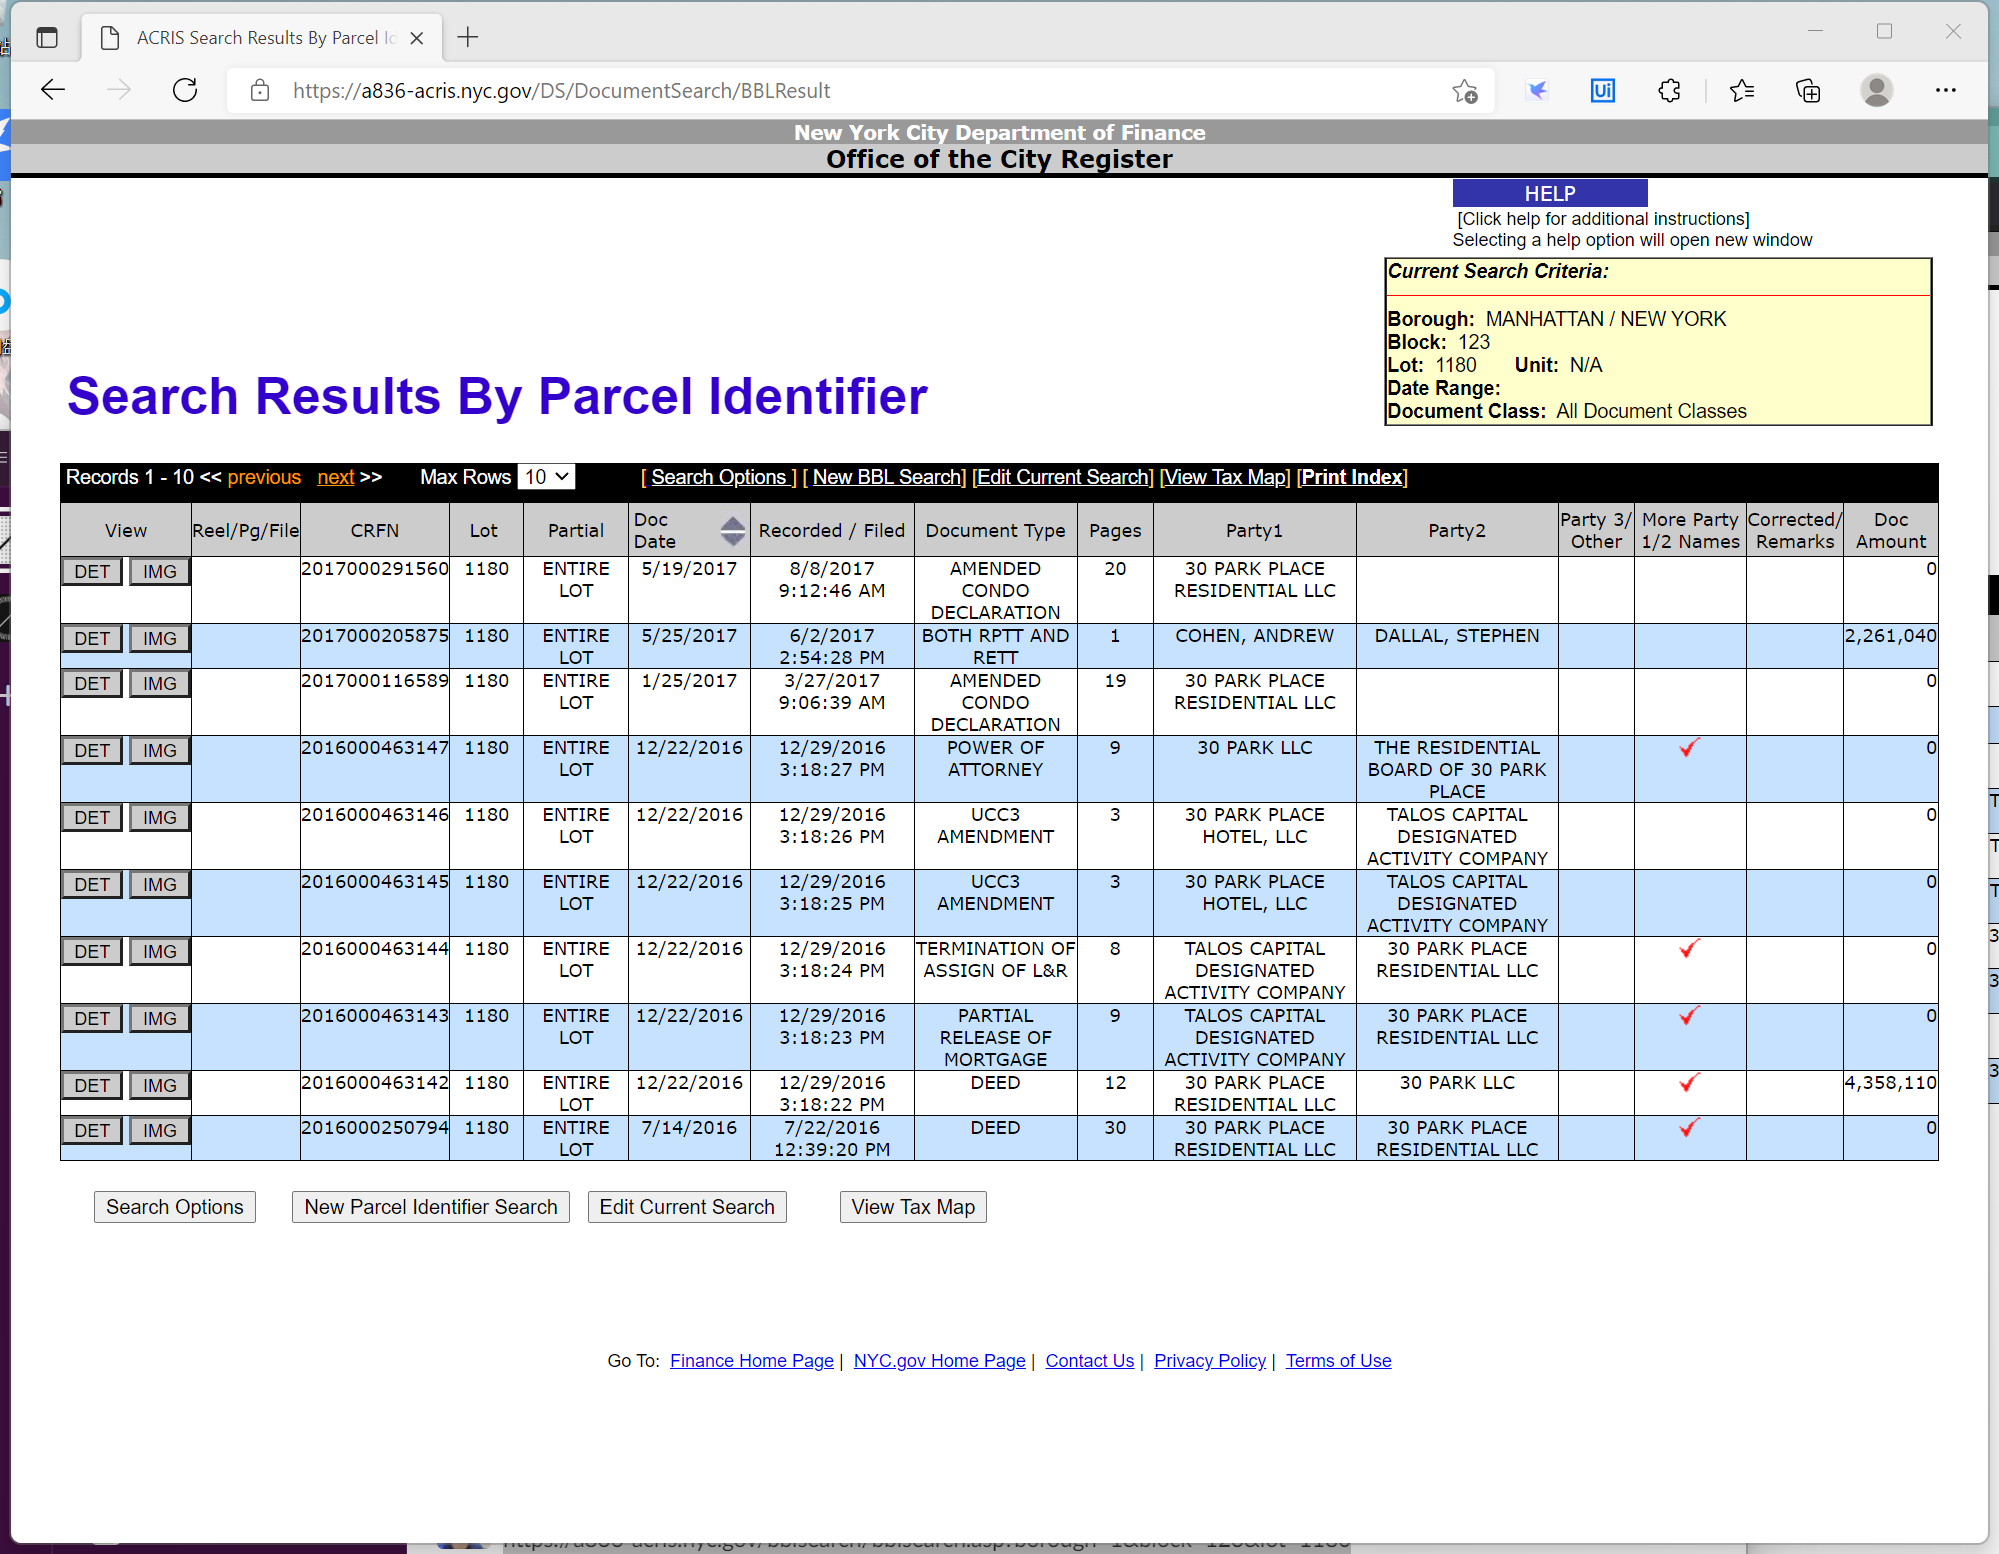 ACRIS Search Results By Parcel Id
https://a836-acris.nyc.gov/DS/DocumentSearch/BBLResult
New York City Department of Finance
Office of the City Register
HELP
[Click help for additional instructions]
Selecting a help option will open new window
Current Search Criteria:
Borough: MANHATTAN / NEW YORK
Block: 123
Lot: 1180 Unit: N/A
Date Range:
Document Class: All Document Classes
Search Results By Parcel Identifier
Records 1 - 10 << previous next >> Max Rows 10 [ Search Options ] [ New BBL Search] [Edit Current Search] [View Tax Map] [Print Index]
View Reel/Pg/File CRFN Lot Partial Doc Date Recorded / Filed Document Type Pages Party1 Party2 Party 3/ Other More Party 1/2 Names Corrected/ Remarks Doc Amount
DET IMG 2017000291560 1180 ENTIRE LOT 5/19/2017 8/8/2017 9:12:46 AM AMENDED CONDO DECLARATION 20 30 PARK PLACE RESIDENTIAL LLC 0
DET IMG 2017000205875 1180 ENTIRE LOT 5/25/2017 6/2/2017 2:54:28 PM BOTH RPTT AND RETT 1 COHEN, ANDREW DALLAL, STEPHEN 2,261,040
DET IMG 2017000116589 1180 ENTIRE LOT 1/25/2017 3/27/2017 9:06:39 AM AMENDED CONDO DECLARATION 19 30 PARK PLACE RESIDENTIAL LLC 0
DET IMG 2016000463147 1180 ENTIRE LOT 12/22/2016 12/29/2016 3:18:27 PM POWER OF ATTORNEY 9 30 PARK LLC THE RESIDENTIAL BOARD OF 30 PARK PLACE 0
DET IMG 2016000463146 1180 ENTIRE LOT 12/22/2016 12/29/2016 3:18:26 PM UCC3 AMENDMENT 3 30 PARK PLACE HOTEL, LLC TALOS CAPITAL DESIGNATED ACTIVITY COMPANY 0
DET IMG 2016000463145 1180 ENTIRE LOT 12/22/2016 12/29/2016 3:18:25 PM UCC3 AMENDMENT 3 30 PARK PLACE HOTEL, LLC TALOS CAPITAL DESIGNATED ACTIVITY COMPANY 0
DET IMG 2016000463144 1180 ENTIRE LOT 12/22/2016 12/29/2016 3:18:24 PM TERMINATION OF ASSIGN OF L&R 8 TALOS CAPITAL DESIGNATED ACTIVITY COMPANY 30 PARK PLACE RESIDENTIAL LLC 0
DET IMG 2016000463143 1180 ENTIRE LOT 12/22/2016 12/29/2016 3:18:23 PM PARTIAL RELEASE OF MORTGAGE 9 TALOS CAPITAL DESIGNATED ACTIVITY COMPANY 30 PARK PLACE RESIDENTIAL LLC 0
DET IMG 2016000463142 1180 ENTIRE LOT 12/22/2016 12/29/2016 3:18:22 PM DEED 12 30 PARK PLACE RESIDENTIAL LLC 30 PARK LLC 4,358,110
DET IMG 2016000250794 1180 ENTIRE LOT 7/14/2016 7/22/2016 12:39:20 PM DEED 30 30 PARK PLACE RESIDENTIAL LLC 30 PARK PLACE RESIDENTIAL LLC 0
Search Options New Parcel Identifier Search Edit Current Search View Tax Map
Go To: Finance Home Page | NYC.gov Home Page | Contact Us | Privacy Policy | Terms of Use